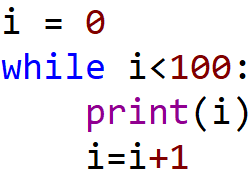 i = 0
while i<100:
    print(i)
    i=i+1